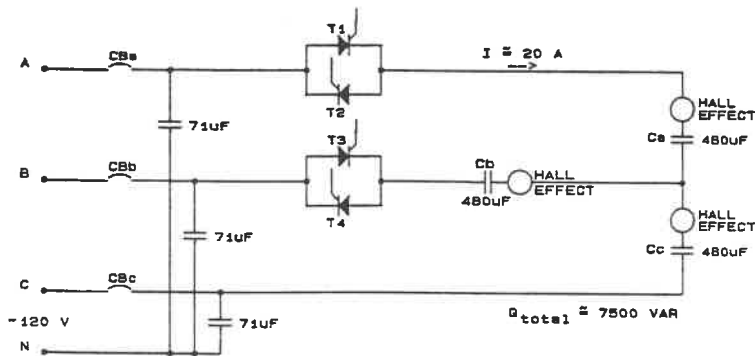 CBa
T1
A
I ≅ 20 A
T2
HALL
EFFECT
71uF
Ca
480uF
T3
B
CBb
Cb
HALL
EFFECT
480uF
T4
HALL
EFFECT
71uF
Cc
480uF
C
CBc
~120 V
71uF
Qtotal ≅ 7500 VAR
N